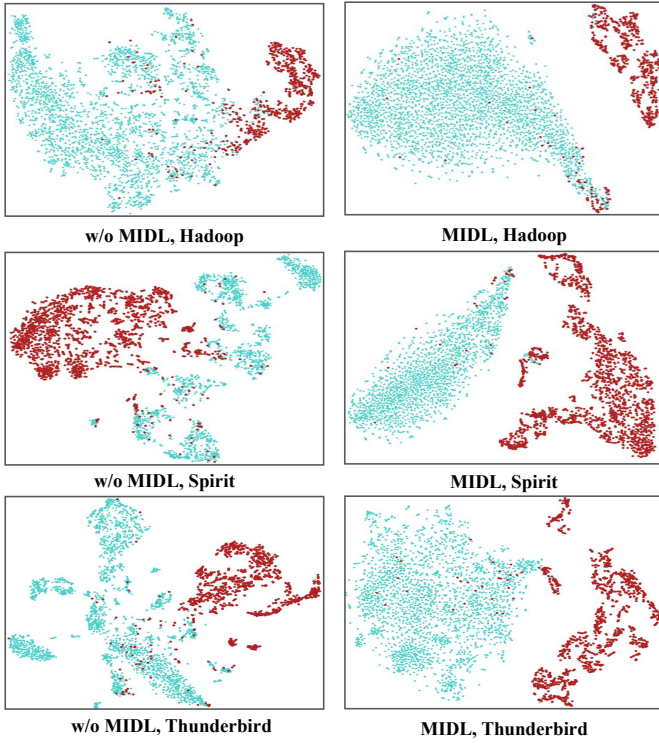 w/o MIDL, Hadoop
MIDL, Hadoop
w/o MIDL, Spirit
MIDL, Spirit
w/o MIDL, Thunderbird
MIDL, Thunderbird